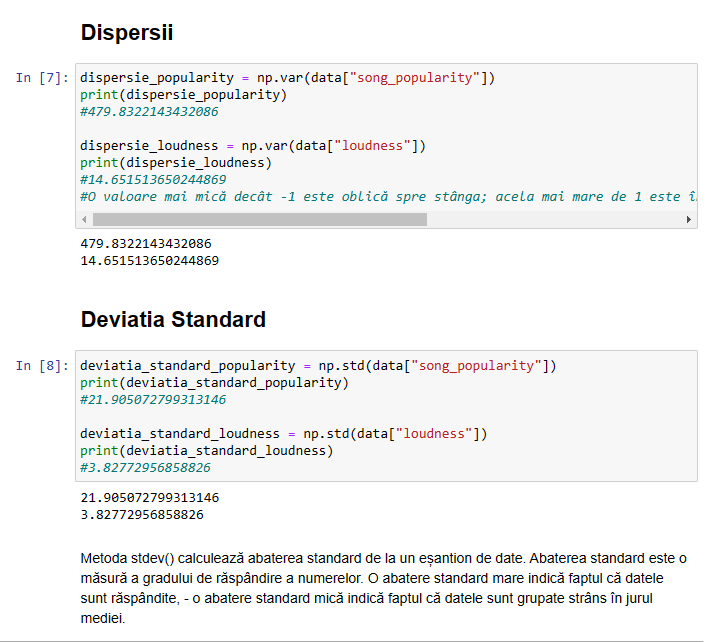 Dispersii
In [7]: dispersie_popularity = np.var(data["song_popularity"])
print(dispersie_popularity)
#479.8322143432086
dispersie_loudness = np.var(data["loudness"])
print(dispersie_loudness)
#14.651513650244869
#O valoare mai mică decât -1 este oblică spre stânga; acela mai mare de 1 este
479.8322143432086
14.651513650244869
Deviatia Standard
In [8]: deviatia_standard_popularity = np.std(data["song_popularity"])
print(deviatia_standard_popularity)
#21.905072799313146
deviatia_standard_loudness = np.std(data["loudness"])
print(deviatia_standard_loudness)
#3.82772956858826
21.905072799313146
3.82772956858826
Metoda stdev() calculează abaterea standard de la un eșantion de date. Abaterea standard este o
măsură a gradului de răspândire a numerelor. O abatere standard mare indică faptul că datele
sunt răspândite, - o abatere standard mică indică faptul că datele sunt grupate strâns în jurul
mediei.